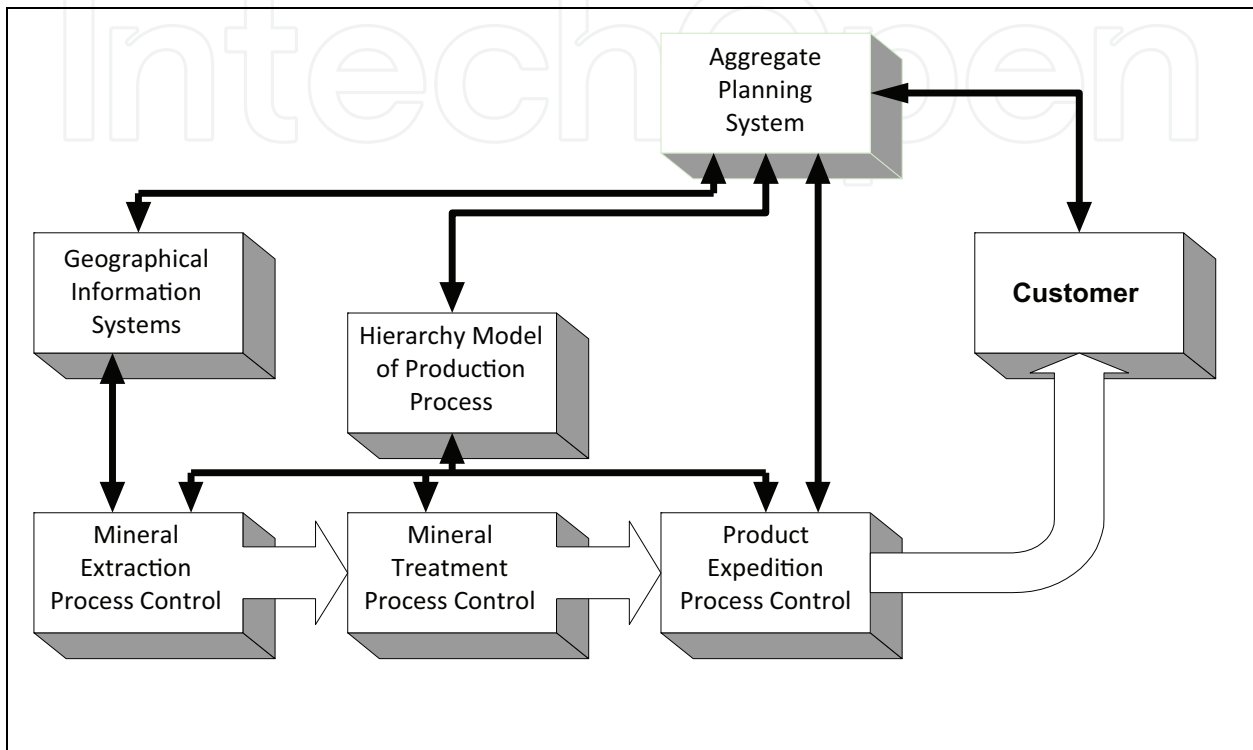 IntechOpen
Aggregate
Planning
System
Geographical
Information
Systems
Customer
Hierarchy Model
of Production
Process
Mineral
Extraction
Process Control
Mineral
Treatment
Process Control
Product
Expedition
Process Control